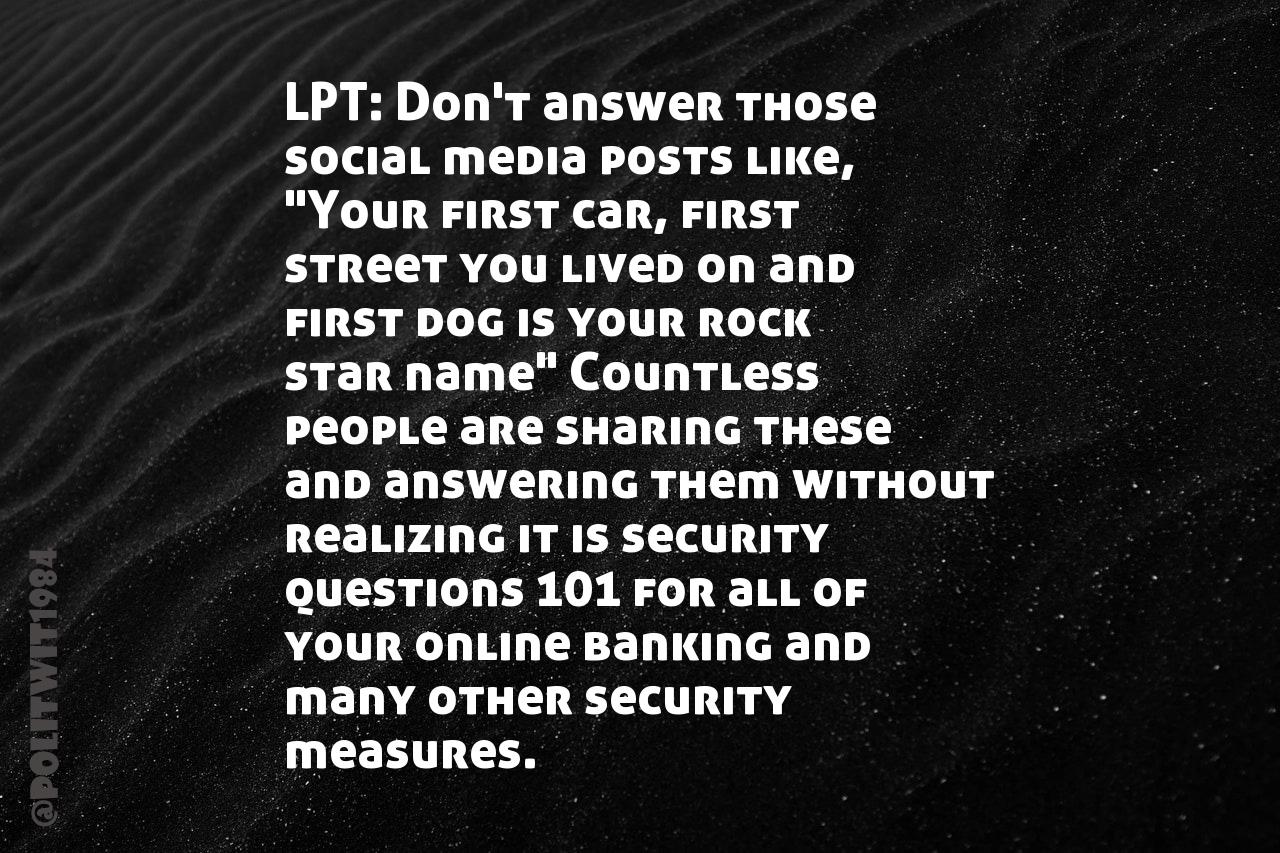 LPT: Don't answer those
social media posts like,
"Your first car, first
street you lived on and
first dog is your rock
star name" Countless
people are sharing these
and answering them without
realizing it is security
questions 101 for all of
your online banking and
many other security
measures.
@POLITWIT1984